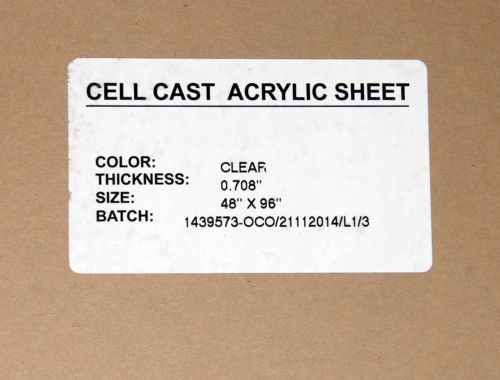 CELL CAST ACRYLIC SHEET
COLOR: CLEAR
THICKNESS: 0.708"
SIZE: 48" X 96"
BATCH: 1439573-OCO/21112014/L1/3